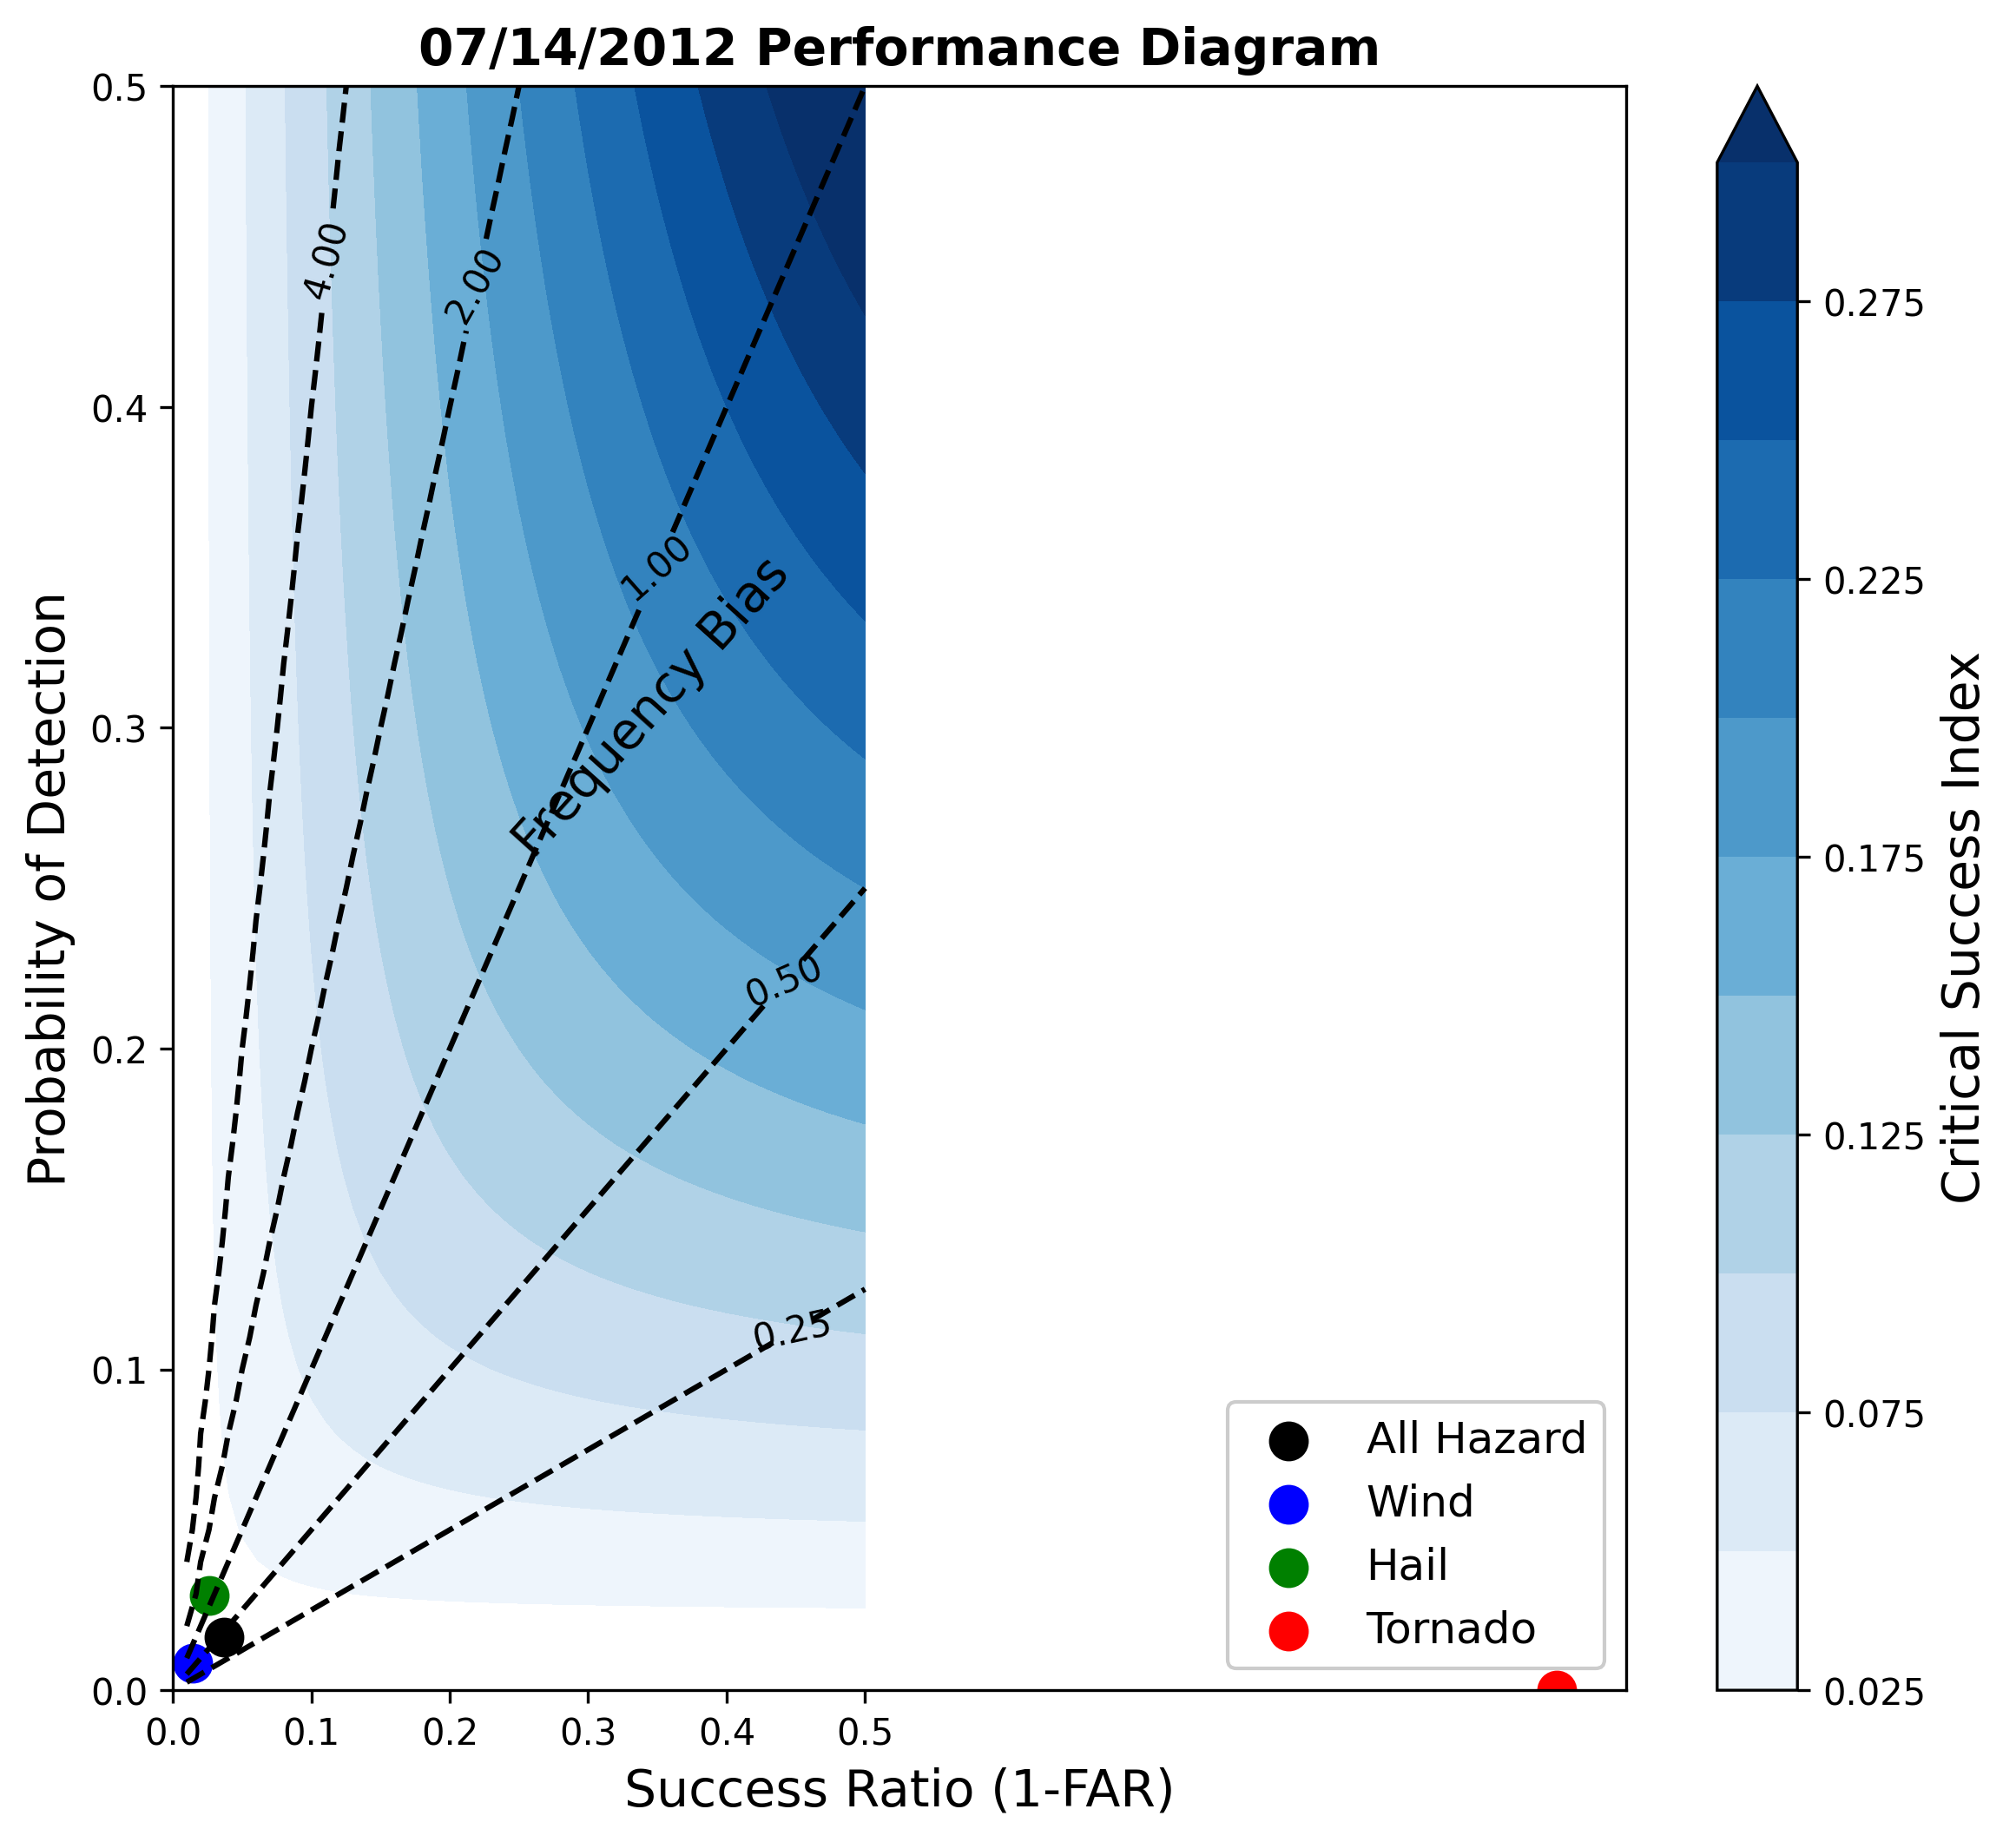 07/14/2012 Performance Diagram
0.5
0.4
0.3
0.2
0.1
0.0
Probability of Detection
4.00
2.00
1.00
Frequency Bias
0.50
0.25
All Hazard
Wind
Hail
Tornado
0.0 0.1 0.2 0.3 0.4 0.5
Success Ratio (1-FAR)
0.275
0.225
0.175
0.125
0.075
0.025
Critical Success Index